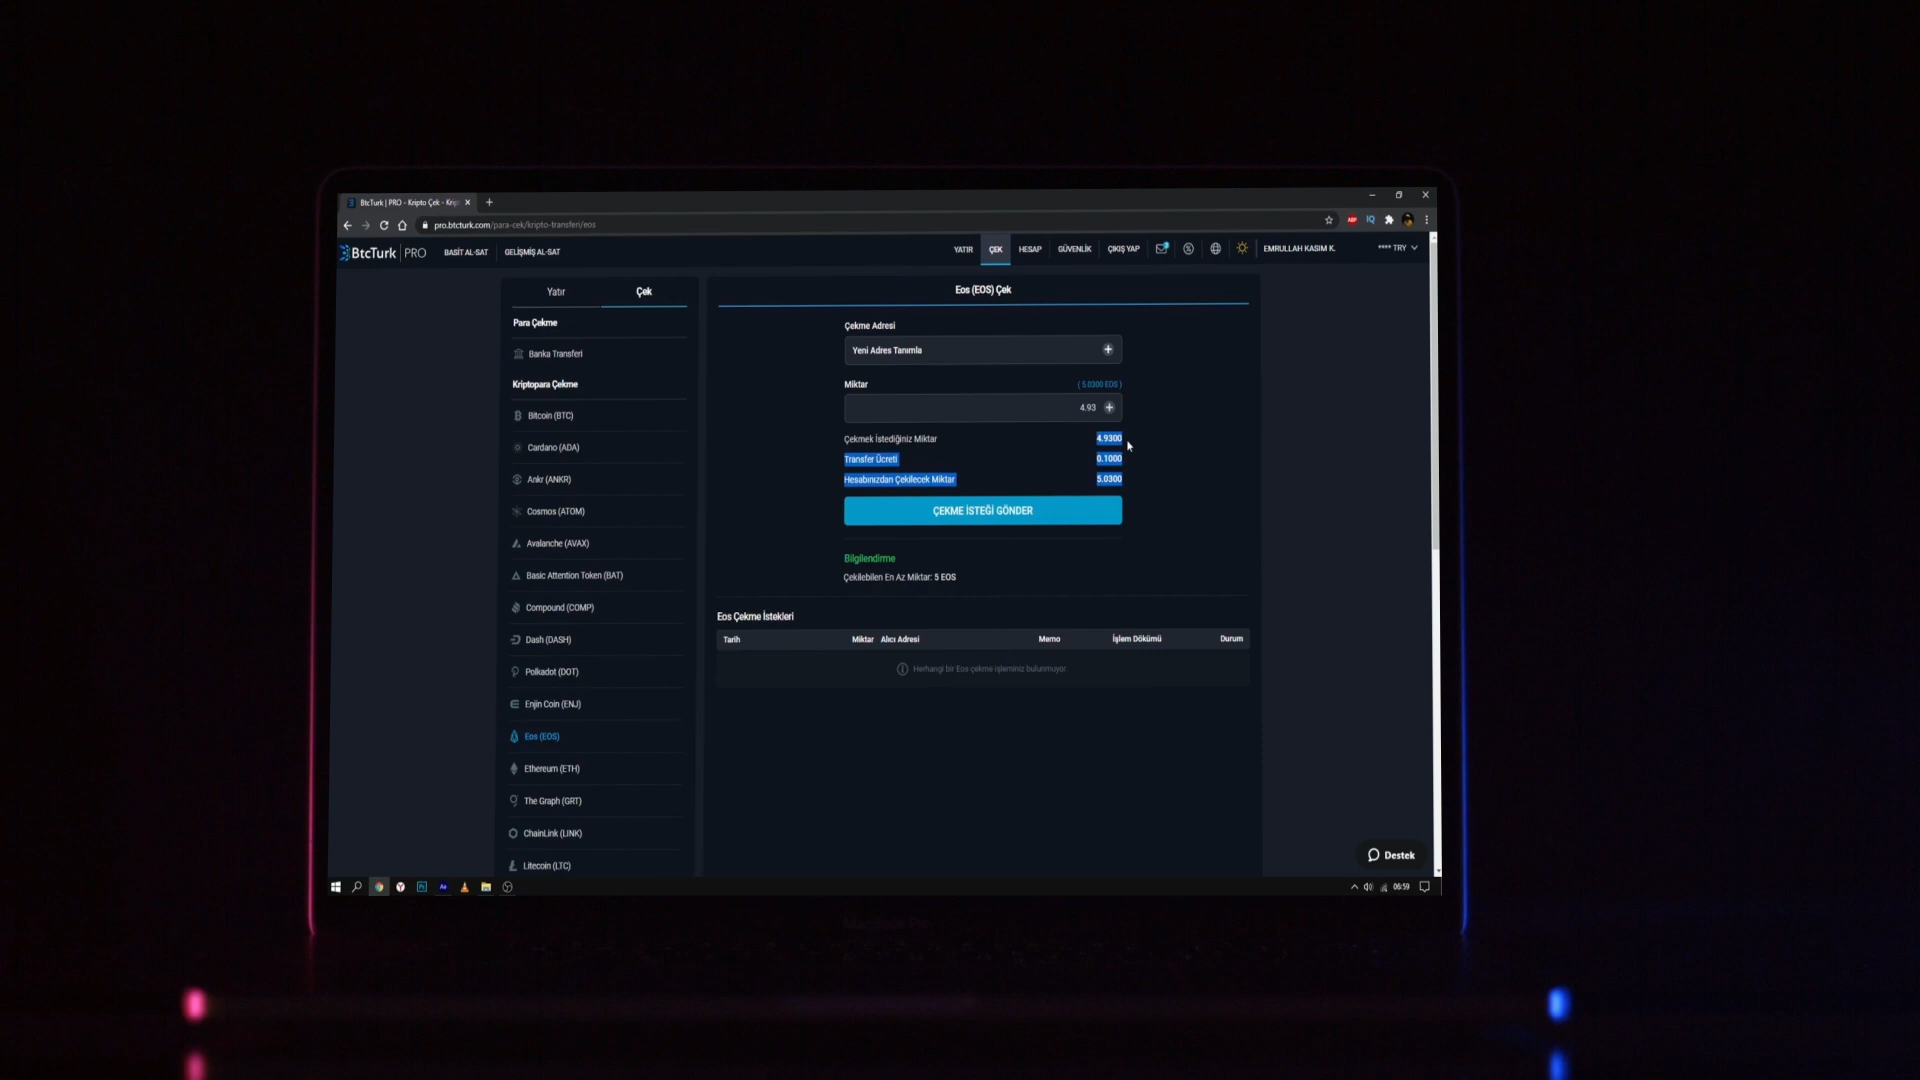 BtcTurk | PRO - Kripto Çek - Krip
pro.btcturk.com/para-cek/kripto-transferi/eos
BtcTurk | PRO
BASİT AL-SAT
GELİŞMİŞ AL-SAT
YATIR
ÇEK
HESAP
GÜVENLİK
ÇIKIŞ YAP
EMRULLAH KASIM K.
**** TRY
Yatır
Çek
Para Çekme
Banka Transferi
Kriptopara Çekme
Bitcoin (BTC)
Cardano (ADA)
Ankr (ANKR)
Cosmos (ATOM)
Avalanche (AVAX)
Basic Attention Token (BAT)
Compound (COMP)
Dash (DASH)
Polkadot (DOT)
Enjin Coin (ENJ)
Eos (EOS)
Ethereum (ETH)
The Graph (GRT)
ChainLink (LINK)
Litecoin (LTC)
Eos (EOS) Çek
Çekme Adresi
Yeni Adres Tanımla
Miktar ( 5.0300 EOS )
4.93
Çekmek İstediğiniz Miktar 4.9300
Transfer Ücreti 0.1000
Hesabınızdan Çekilecek Miktar 5.0300
ÇEKME İSTEĞİ GÖNDER
Bilgilendirme
Çekilebilen En Az Miktar: 5 EOS
Eos Çekme İstekleri
Tarih Miktar Alıcı Adresi Memo İşlem Dökümü Durum
Herhangi bir Eos çekme işleminiz bulunmuyor.
Destek
06:59